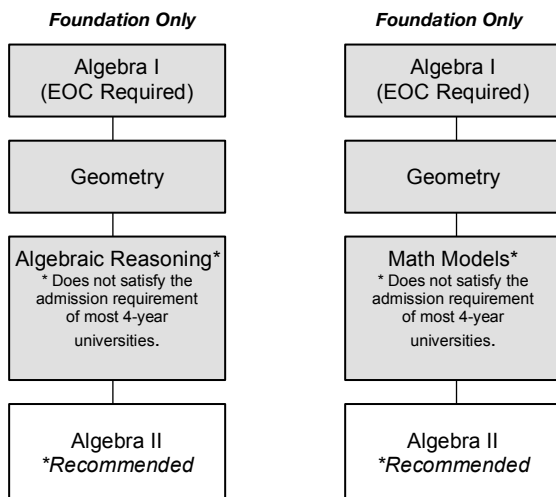 Foundation Only
Algebra I
(EOC Required)
Geometry
Algebraic Reasoning*
* Does not satisfy the
admission requirement
of most 4-year
universities.
Algebra II
*Recommended
Foundation Only
Algebra I
(EOC Required)
Geometry
Math Models*
* Does not satisfy the
admission requirement
of most 4-year
universities.
Algebra II
*Recommended